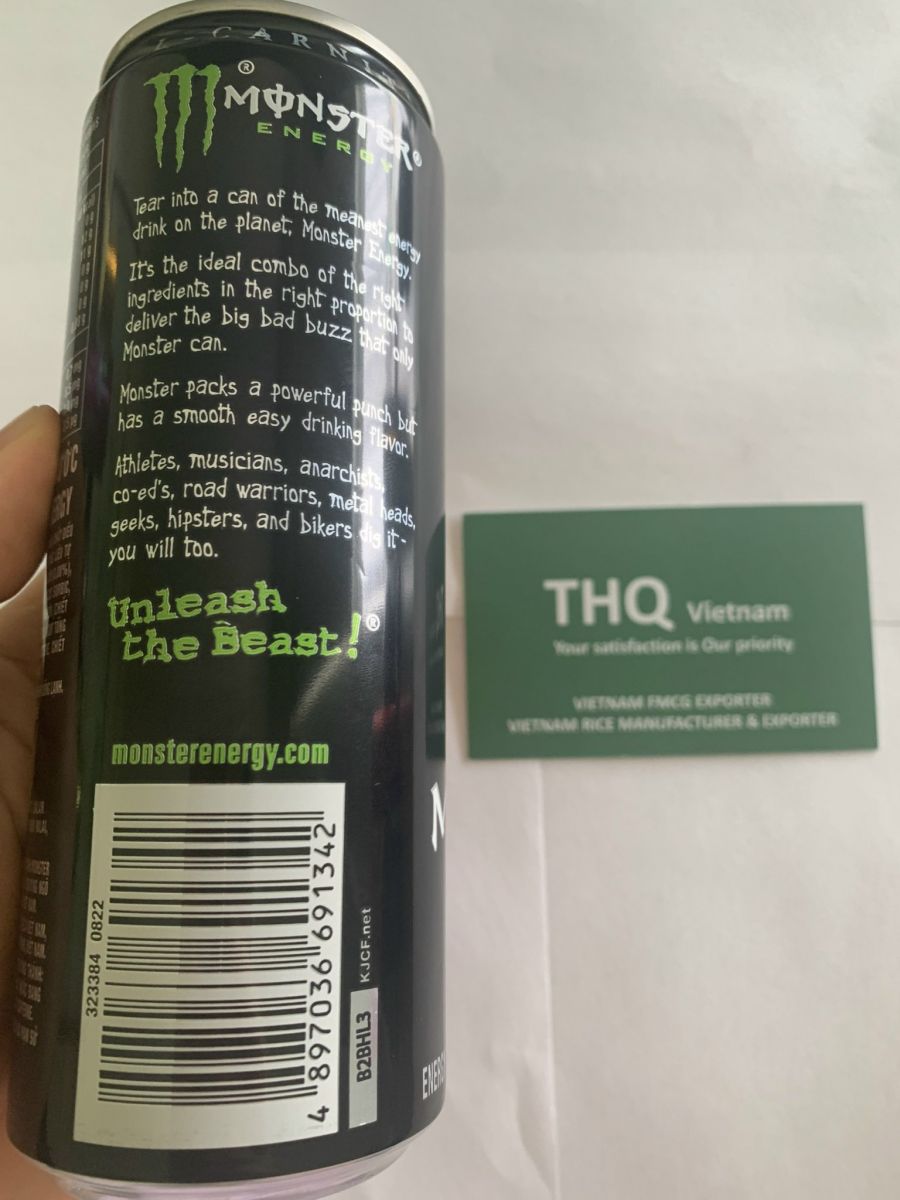 L-CARNI
MONSTER®
ENERGY
Tear into a can of the meanest energy
drink on the planet, Monster Energy.
It's the ideal combo of the right
ingredients in the right proportion to
deliver the big bad buzz that only
Monster can.
Monster packs a powerful punch but
has a smooth easy drinking flavor.
Athletes, musicians, anarchists,
co-ed's, road warriors, metal heads,
geeks, hipsters, and bikers dig it-
you will too.
Unleash
the Beast!®
monsterenergy.com
323384 0822
4 897036 691342
B2BHL3 KJCF.net
THQ Vietnam
Your satisfaction is Our priority
VIETNAM FMCG EXPORTER
VIETNAM RICE MANUFACTURER & EXPORTER